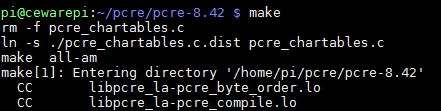 pi@cewarepi:~/pcre/pcre-8.42 $ make
rm -f pcre_chartables.c
ln -s ./pcre_chartables.c.dist pcre_chartables.c
make  all-am
make[1]: Entering directory '/home/pi/pcre/pcre-8.42'
  CC       libpcre_la-pcre_byte_order.lo
  CC       libpcre_la-pcre_compile.lo